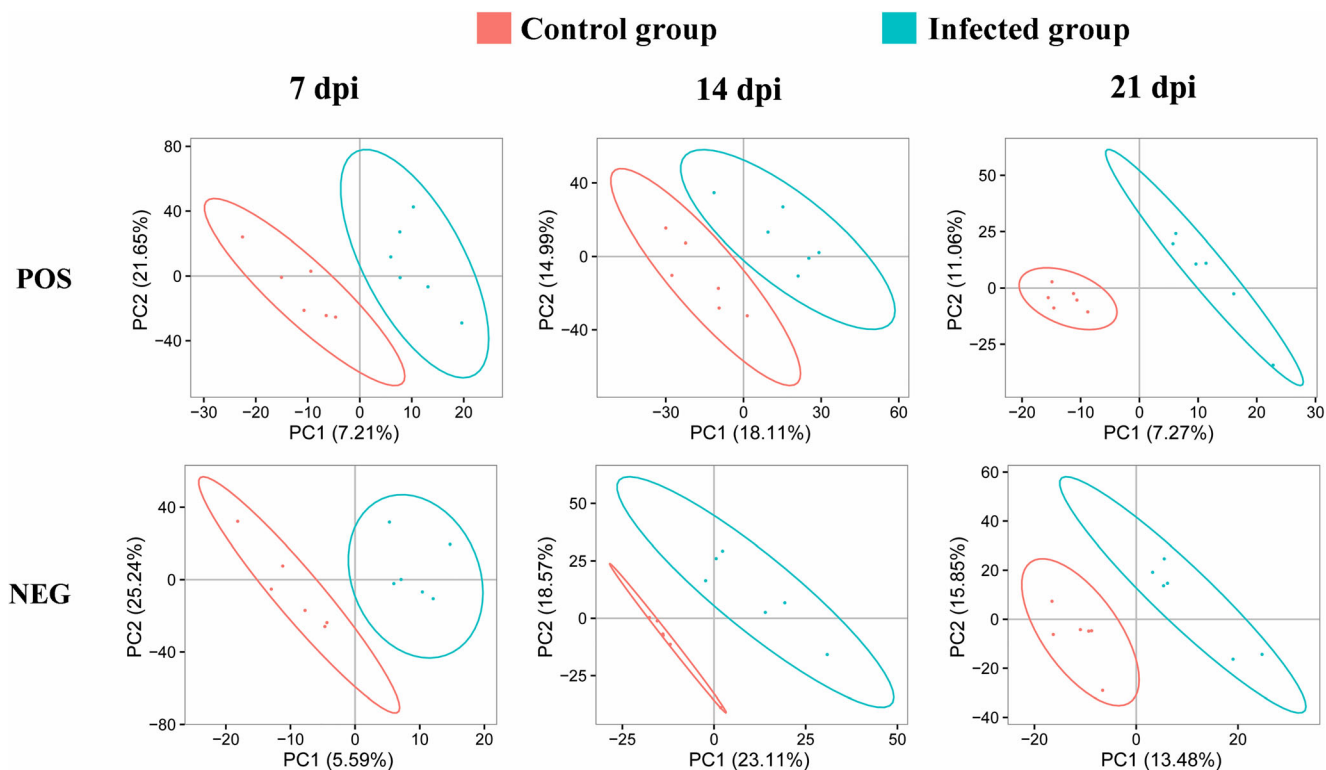 Control group
Infected group
7 dpi
14 dpi
21 dpi
POS
PC2 (21.65%)
80
40
0
−40
−30 −20 −10 0 10 20
PC1 (7.21%)
PC2 (14.99%)
40
0
−40
−30 0 30 60
PC1 (18.11%)
PC2 (11.06%)
50
25
0
−25
−20 −10 0 10 20 30
PC1 (7.27%)
NEG
PC2 (25.24%)
40
0
−40
−80
−20 −10 0 10 20
PC1 (5.59%)
PC2 (18.57%)
50
25
0
−25
−25 0 25 50
PC1 (23.11%)
PC2 (15.85%)
60
40
20
0
−20
−40
−20 0 20
PC1 (13.48%)